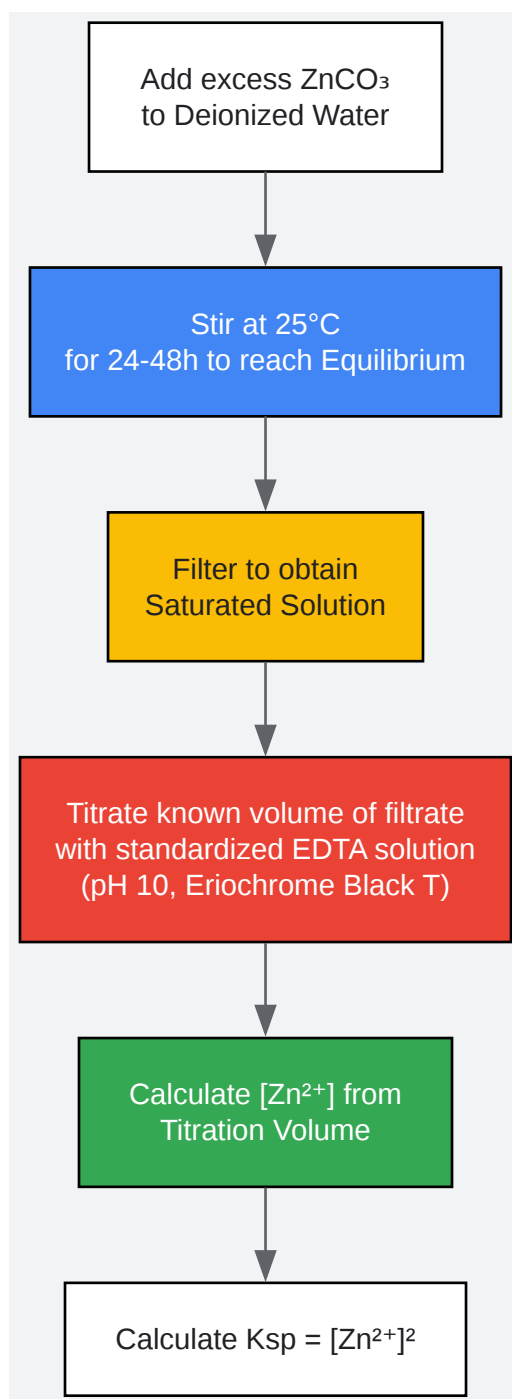 Add excess ZnCO₃
to Deionized Water
Stir at 25°C
for 24-48h to reach Equilibrium
Filter to obtain
Saturated Solution
Titrate known volume of filtrate
with standardized EDTA solution
(pH 10, Eriochrome Black T)
Calculate [Zn²⁺] from
Titration Volume
Calculate Ksp = [Zn²⁺]²